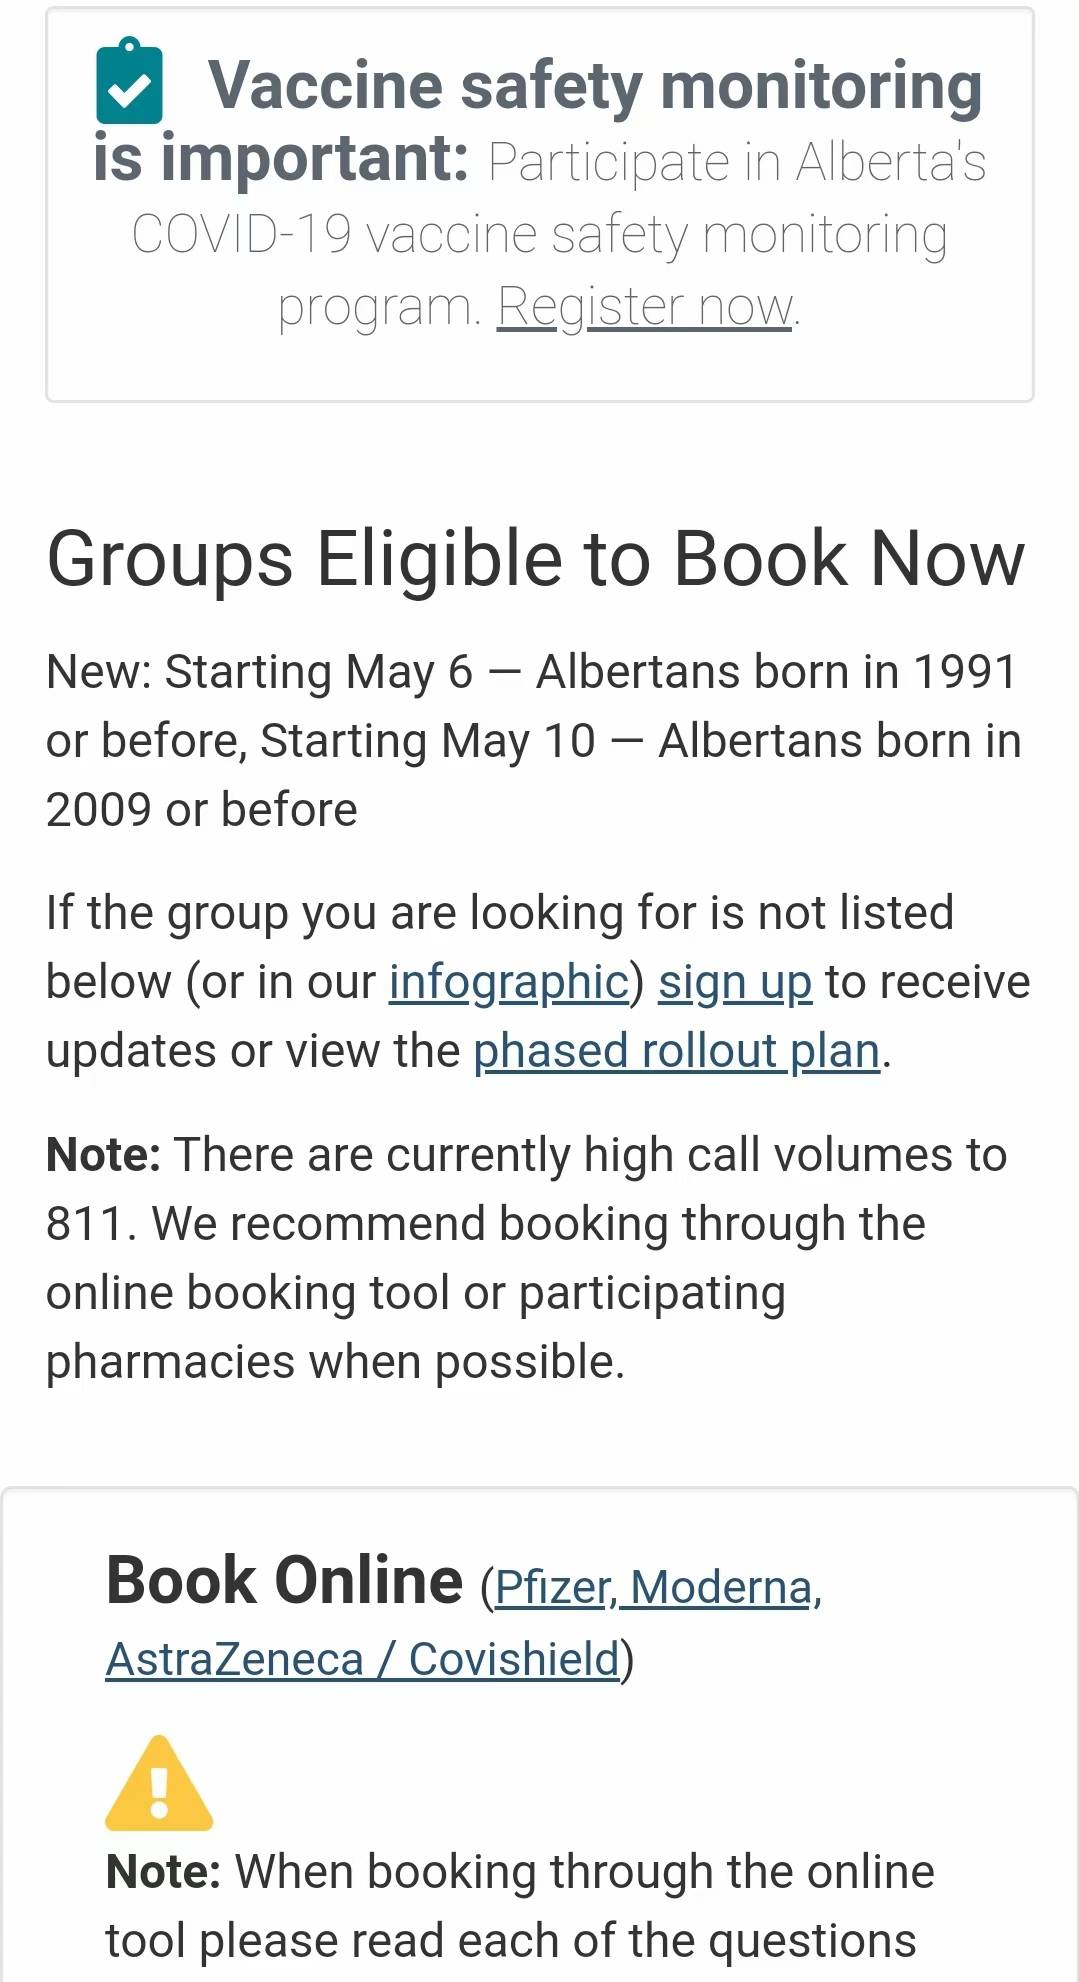 Vaccine safety monitoring
is important: Participate in Alberta's
COVID-19 vaccine safety monitoring
program. Register now.
Groups Eligible to Book Now
New: Starting May 6 — Albertans born in 1991
or before, Starting May 10 — Albertans born in
2009 or before
If the group you are looking for is not listed
below (or in our infographic) sign up to receive
updates or view the phased rollout plan.
Note: There are currently high call volumes to
811. We recommend booking through the
online booking tool or participating
pharmacies when possible.
Book Online (Pfizer, Moderna,
AstraZeneca / Covishield)
Note: When booking through the online
tool please read each of the questions